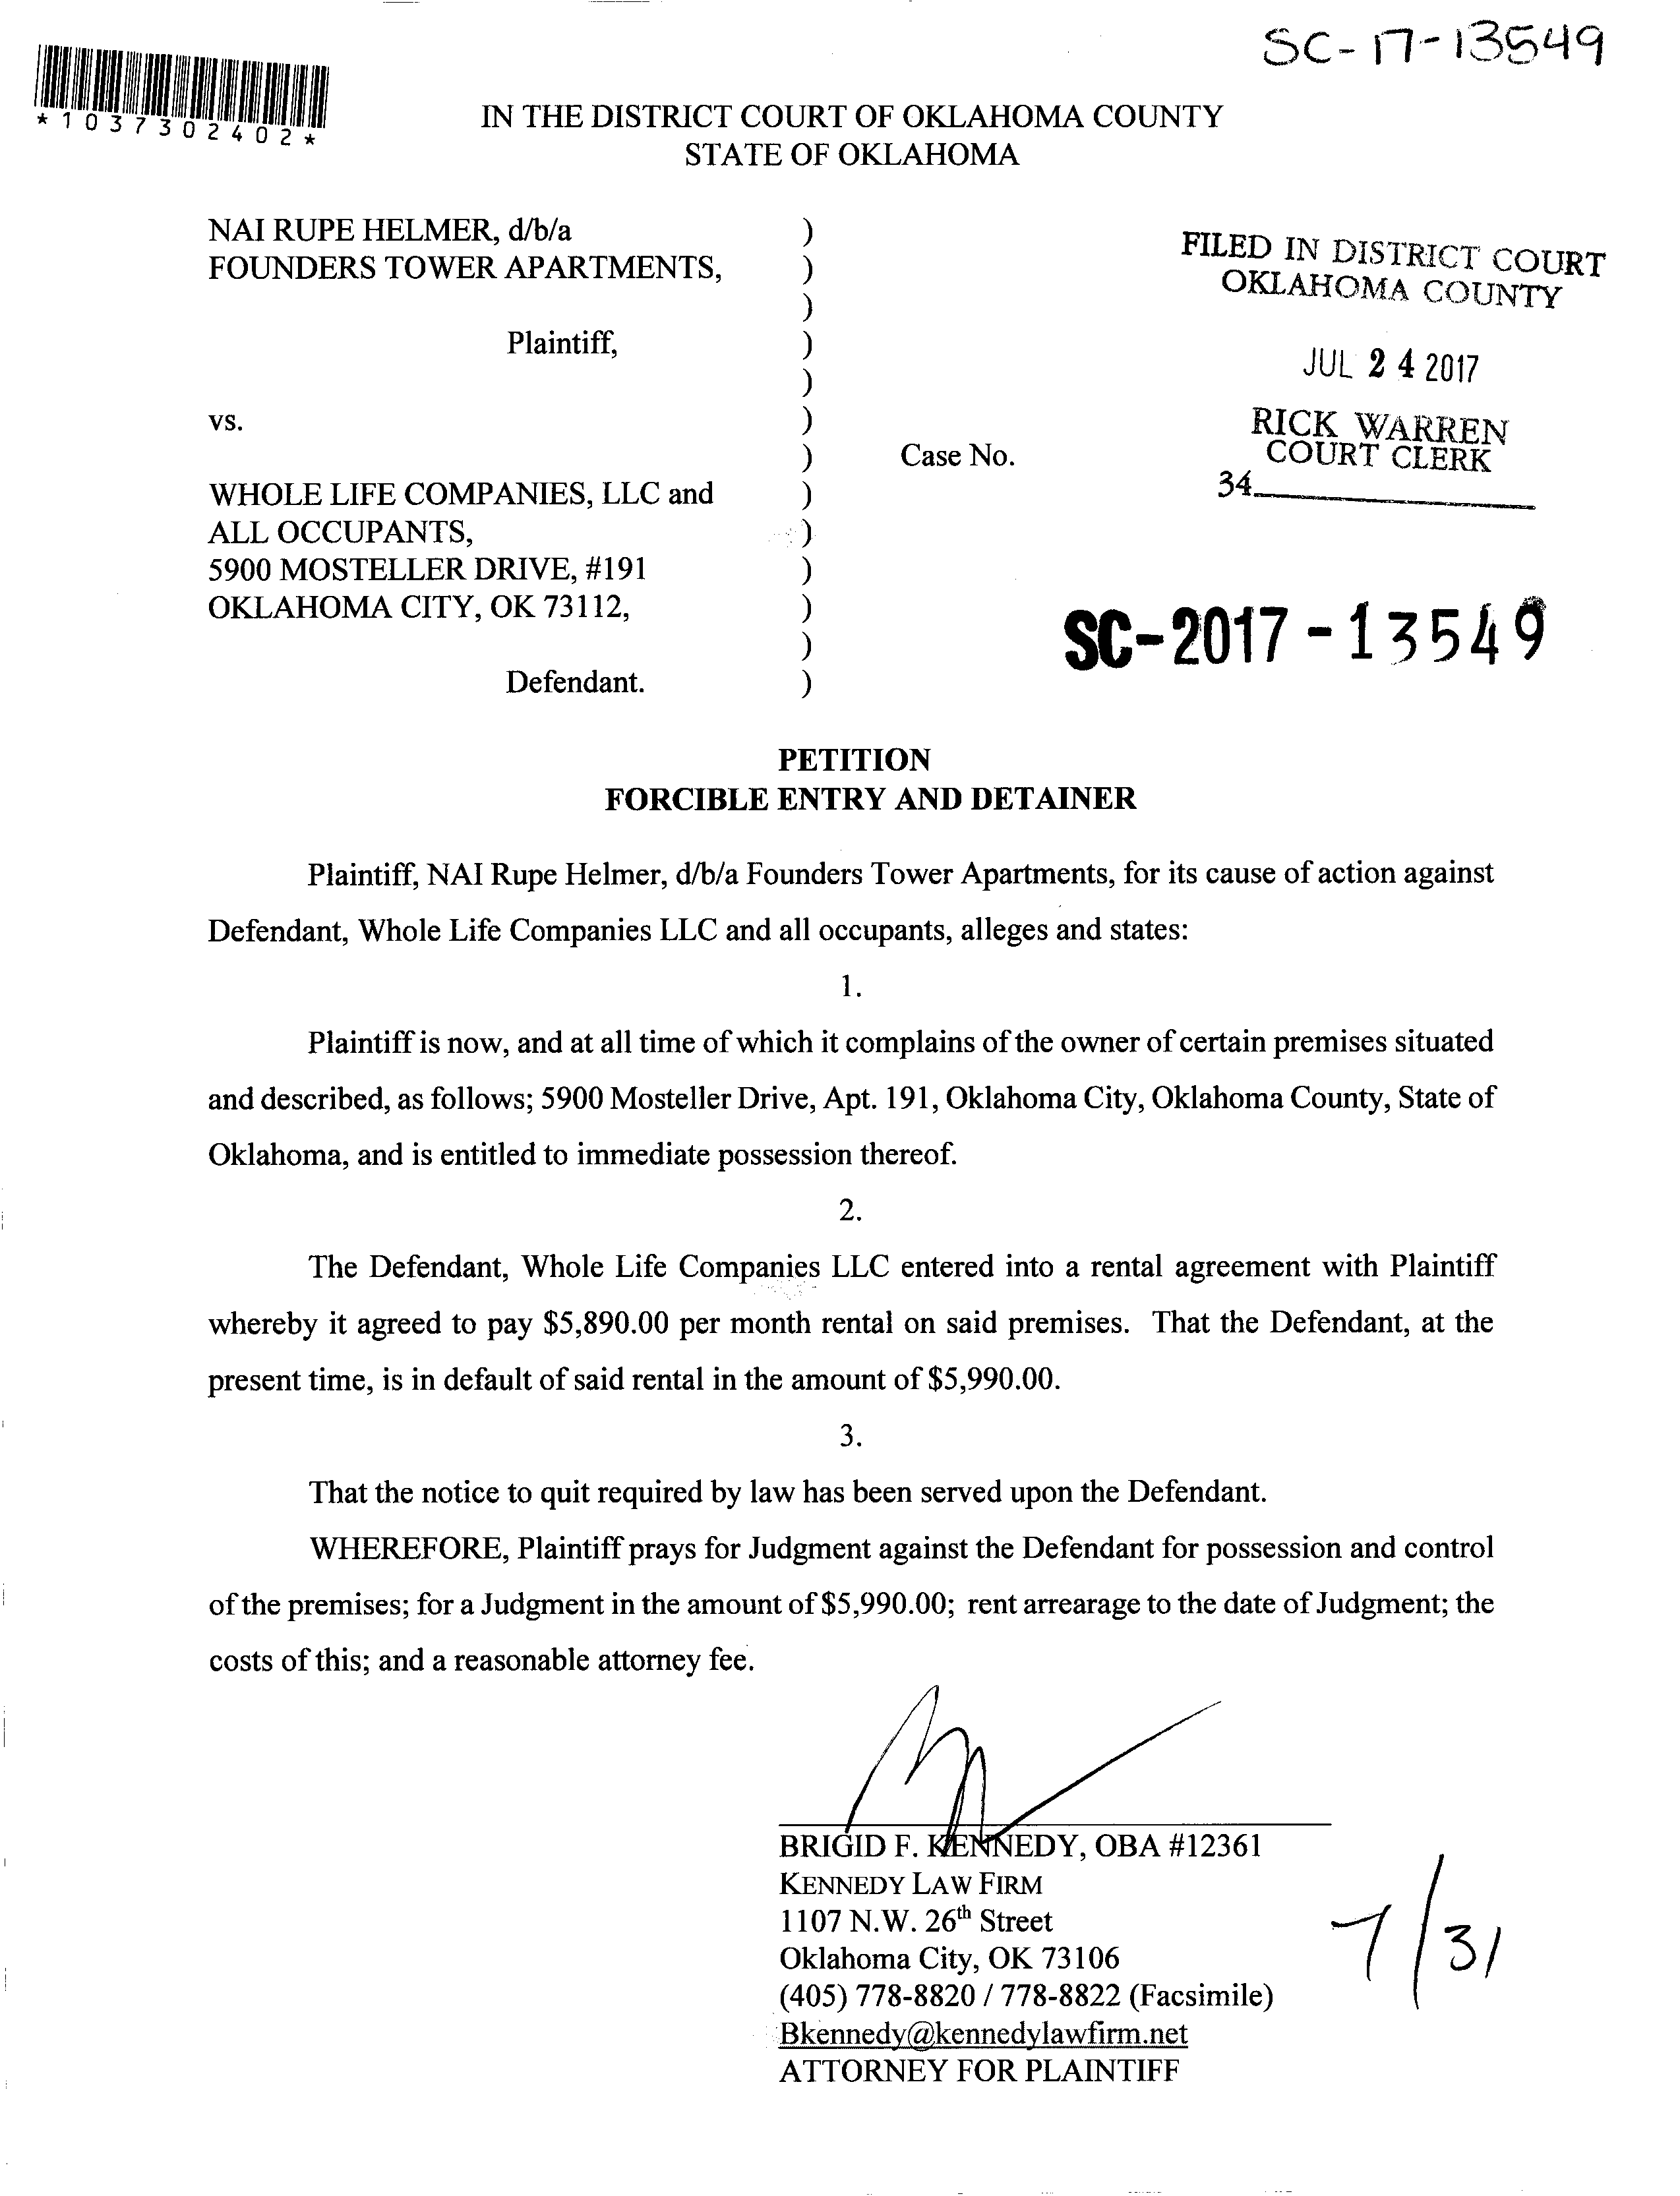 SC-17-13549
*1037302402*
IN THE DISTRICT COURT OF OKLAHOMA COUNTY
STATE OF OKLAHOMA
NAI RUPE HELMER, d/b/a )
FOUNDERS TOWER APARTMENTS, )
)
Plaintiff, )
)
vs. )
) Case No.
WHOLE LIFE COMPANIES, LLC and )
ALL OCCUPANTS, )
5900 MOSTELLER DRIVE, #191 )
OKLAHOMA CITY, OK 73112, )
)
Defendant. )
FILED IN DISTRICT COURT
OKLAHOMA COUNTY
JUL 24 2017
RICK WARREN
COURT CLERK
34
SC-2017-13549
PETITION
FORCIBLE ENTRY AND DETAINER
Plaintiff, NAI Rupe Helmer, d/b/a Founders Tower Apartments, for its cause of action against
Defendant, Whole Life Companies LLC and all occupants, alleges and states:
1.
Plaintiff is now, and at all time of which it complains of the owner of certain premises situated
and described, as follows; 5900 Mosteller Drive, Apt. 191, Oklahoma City, Oklahoma County, State of
Oklahoma, and is entitled to immediate possession thereof.
2.
The Defendant, Whole Life Companies LLC entered into a rental agreement with Plaintiff
whereby it agreed to pay $5,890.00 per month rental on said premises. That the Defendant, at the
present time, is in default of said rental in the amount of $5,990.00.
3.
That the notice to quit required by law has been served upon the Defendant.
WHEREFORE, Plaintiff prays for Judgment against the Defendant for possession and control
of the premises; for a Judgment in the amount of $5,990.00; rent arrearage to the date of Judgment; the
costs of this; and a reasonable attorney fee.
BRIGID F. KENNEDY, OBA #12361
KENNEDY LAW FIRM
1107 N.W. 26th Street
Oklahoma City, OK 73106
(405) 778-8820 / 778-8822 (Facsimile)
Bkennedy@kennedylawfirm.net
ATTORNEY FOR PLAINTIFF
7/31